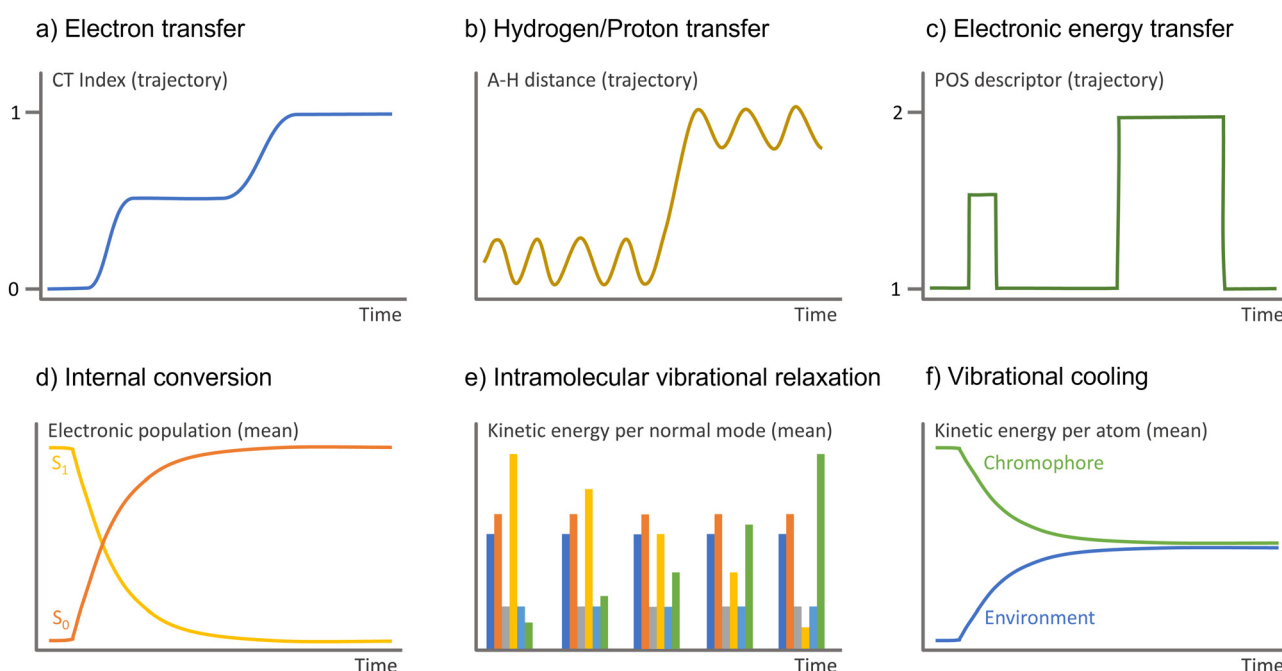 a) Electron transfer
CT Index (trajectory)
1
0
Time
b) Hydrogen/Proton transfer
A-H distance (trajectory)
Time
c) Electronic energy transfer
POS descriptor (trajectory)
2
1
Time
d) Internal conversion
Electronic population (mean)
S₁
S₀
Time
e) Intramolecular vibrational relaxation
Kinetic energy per normal mode (mean)
Time
f) Vibrational cooling
Kinetic energy per atom (mean)
Chromophore
Environment
Time